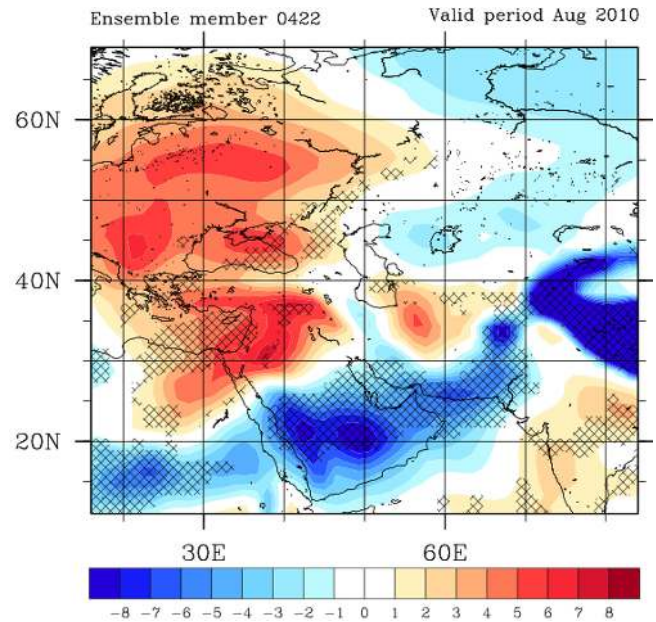 Ensemble member 0422 Valid period Aug 2010
60N
40N
20N
30E 60E
-8 -7 -6 -5 -4 -3 -2 -1 0 1 2 3 4 5 6 7 8